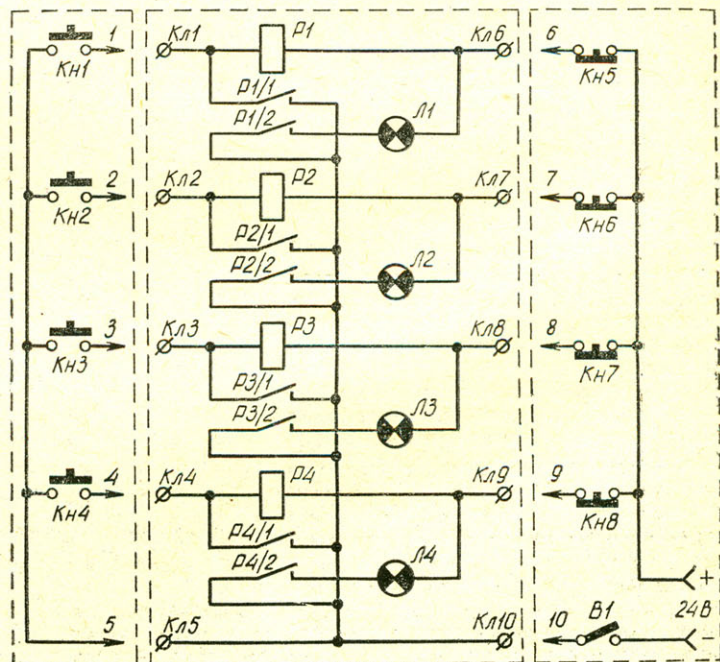 1 Кл1 Р1 Кл6 6
Кн1 Р1/1 Кн5
Р1/2 Л1
2 Кл2 Р2 Кл7 7
Кн2 Р2/1 Кн6
Р2/2 Л2
3 Кл3 Р3 Кл8 8
Кн3 Р3/1 Кн7
Р3/2 Л3
4 Кл4 Р4 Кл9 9
Кн4 Р4/1 Кн8
Р4/2 Л4
+
5 Кл5 Кл10 10 В1 24В
−